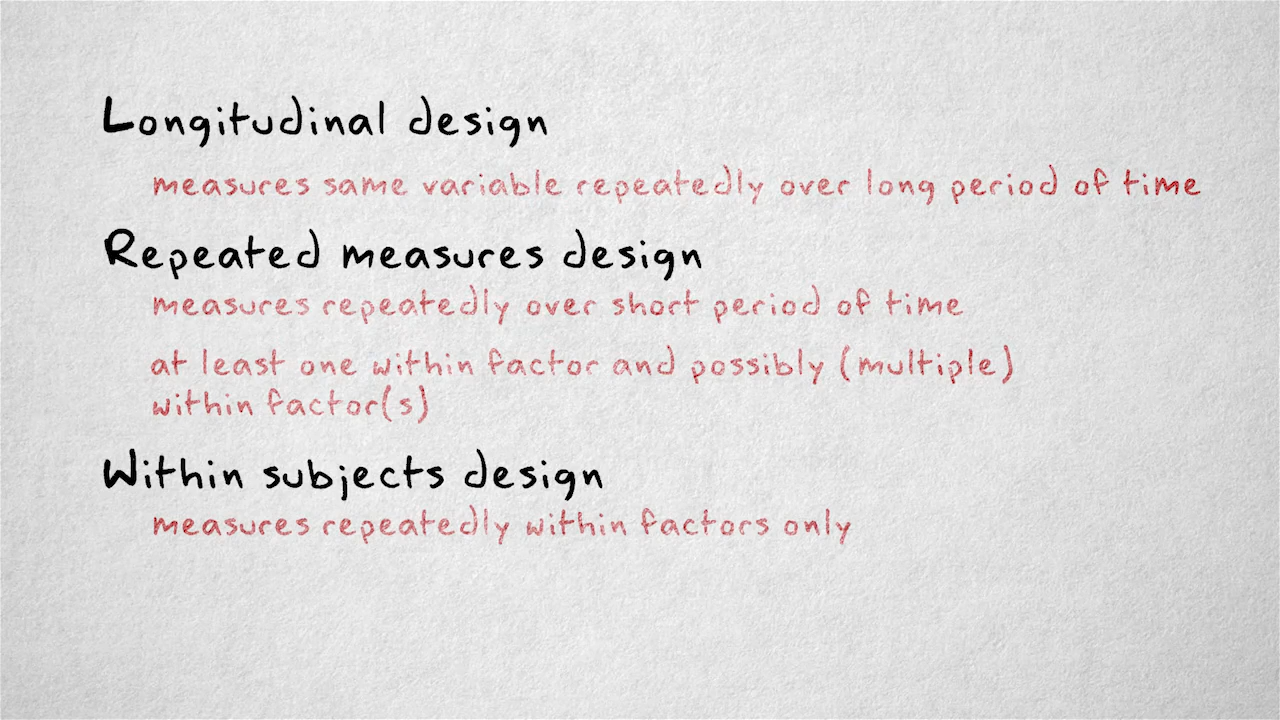 Longitudinal design
measures same variable repeatedly over long period of time
Repeated measures design
measures repeatedly over short period of time
at least one within factor and possibly (multiple)
within factor(s)
Within subjects design
measures repeatedly within factors only